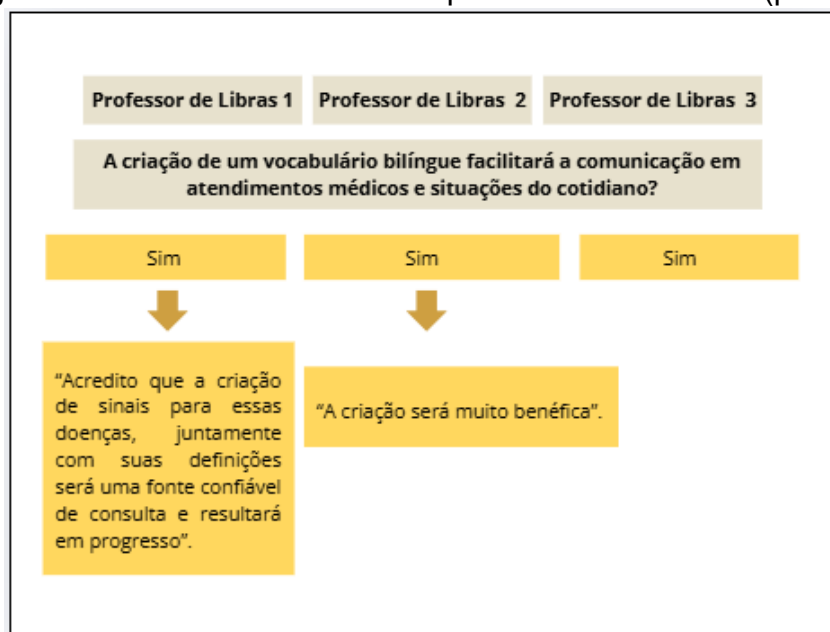 Professor de Libras 1
Professor de Libras 2
Professor de Libras 3
A criação de um vocabulário bilíngue facilitará a comunicação em
atendimentos médicos e situações do cotidiano?
Sim
Sim
Sim
“Acredito que a criação
de sinais para essas
doenças, juntamente
com suas definições
será uma fonte confiável
de consulta e resultará
em progresso”.
“A criação será muito benéfica”.